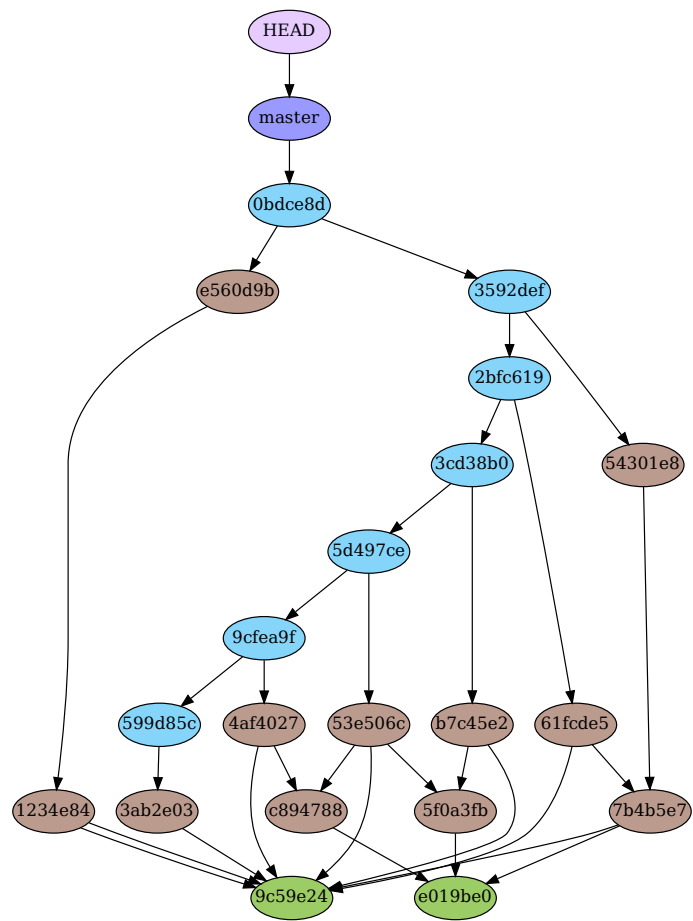 HEAD
master
0bdce8d
e560d9b
3592def
2bfc619
3cd38b0
54301e8
5d497ce
9cfea9f
599d85c
4af4027
53e506c
b7c45e2
61fcde5
1234e84
3ab2e03
c894788
5f0a3fb
7b4b5e7
9c59e24
e019be0